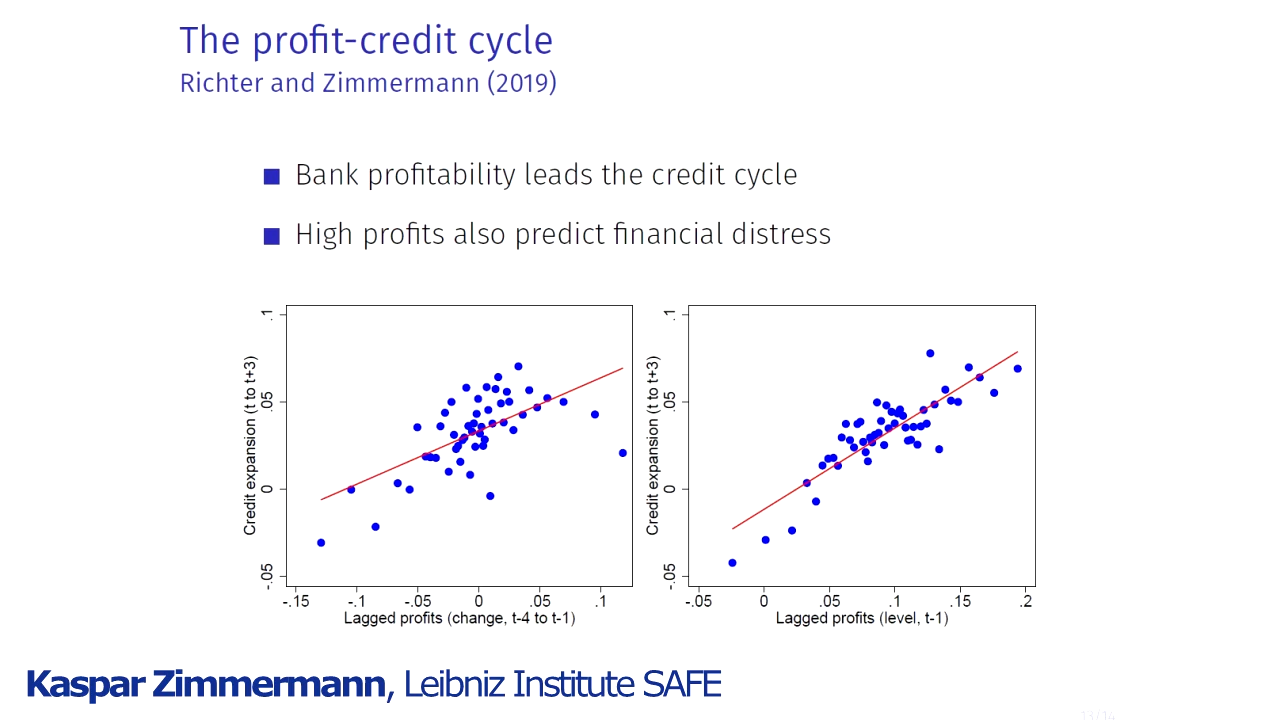 The profit-credit cycle
Richter and Zimmermann (2019)
Bank profitability leads the credit cycle
High profits also predict financial distress
Credit expansion (t to t+3)
.1
.05
0
-.05
-.15 -.1 -.05 0 .05 .1
Lagged profits (change, t-4 to t-1)
Credit expansion (t to t+3)
.1
.05
0
-.05
-.05 0 .05 .1 .15 .2
Lagged profits (level, t-1)
Kaspar Zimmermann, Leibniz Institute SAFE
13/14